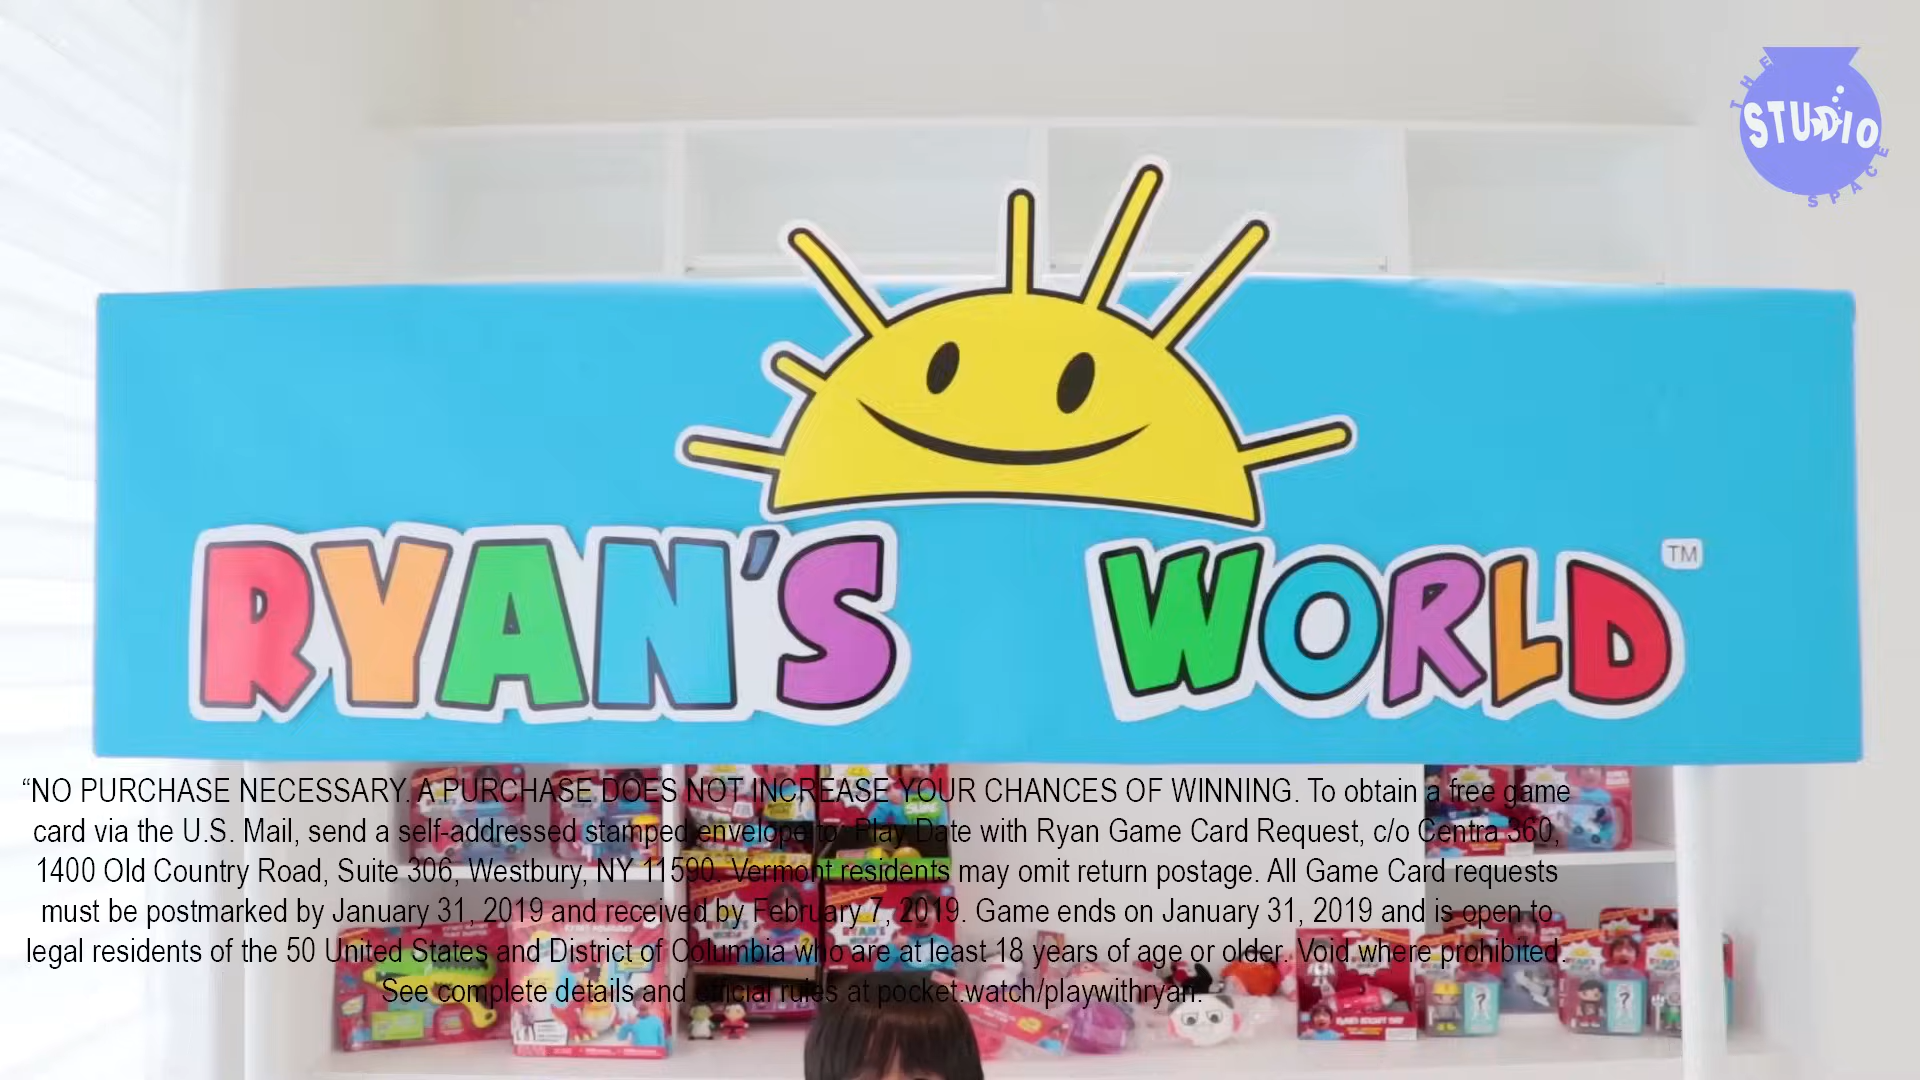 THE
STUDIO
SPACE
RYAN'S WORLD TM
“NO PURCHASE NECESSARY. A PURCHASE DOES NOT INCREASE YOUR CHANCES OF WINNING. To obtain a free game
card via the U.S. Mail, send a self-addressed stamped envelope to: Play Date with Ryan Game Card Request, c/o Centra 360,
1400 Old Country Road, Suite 306, Westbury, NY 11590. Vermont residents may omit return postage. All Game Card requests
must be postmarked by January 31, 2019 and received by February 7, 2019. Game ends on January 31, 2019 and is open to
legal residents of the 50 United States and District of Columbia who are at least 18 years of age or older. Void where prohibited.
See complete details and official rules at pocket.watch/playwithryan.